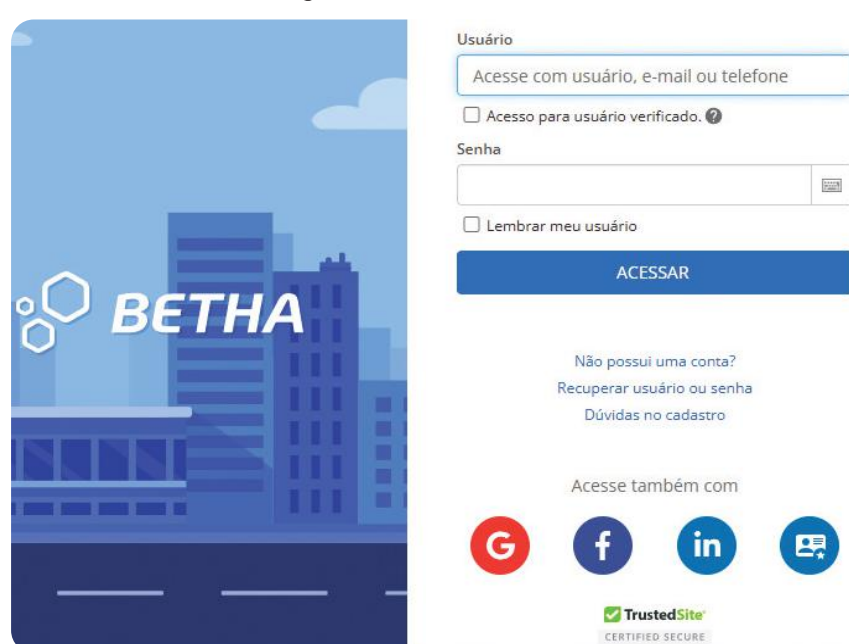 BETHA
Usuário
Acesse com usuário, e-mail ou telefone
Acesso para usuário verificado.
Senha
Lembrar meu usuário
ACESSAR
Não possui uma conta?
Recuperar usuário ou senha
Dúvidas no cadastro
Acesse também com
G f in
TrustedSite
CERTIFIED SECURE